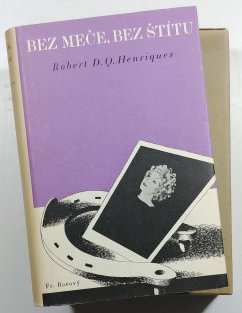 BEZ MEČE, BEZ ŠTÍTU
Robert D.Q. Henriques
Fr. Borový